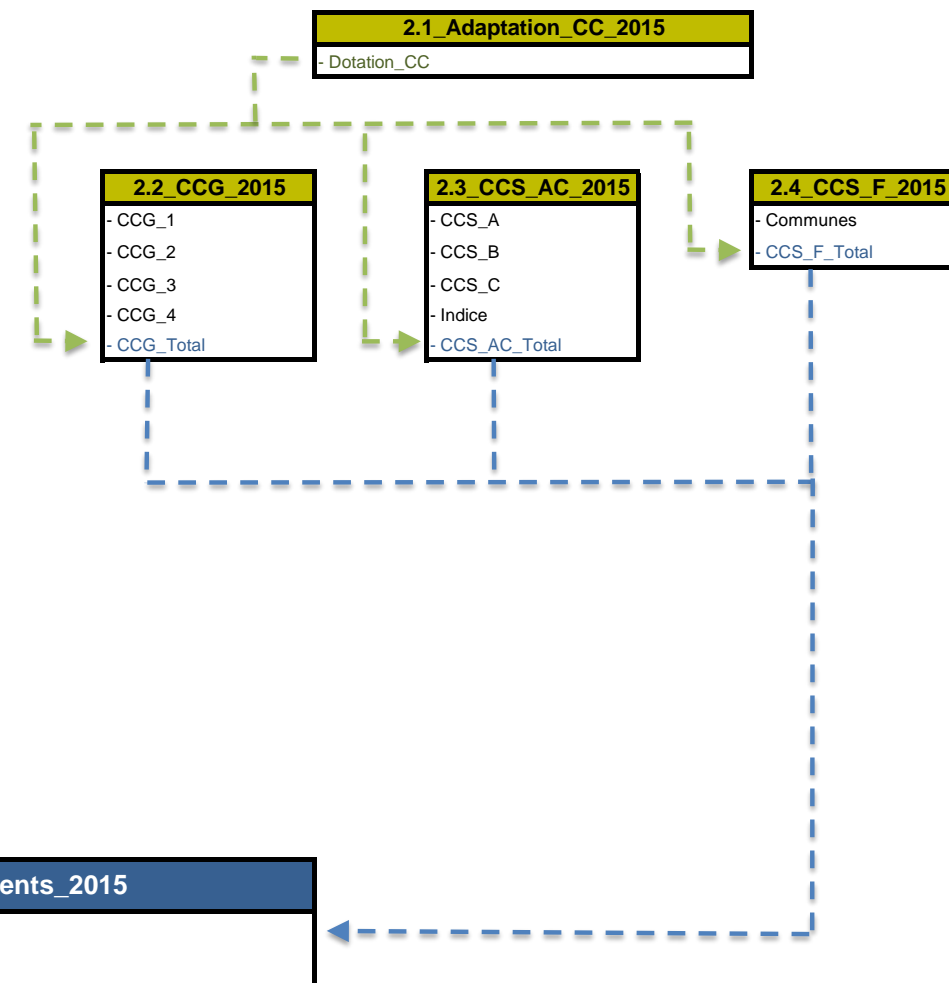 2.1_Adaptation_CC_2015
- Dotation_CC
2.2_CCG_2015
- CCG_1
- CCG_2
- CCG_3
- CCG_4
- CCG_Total
2.3_CCS_AC_2015
- CCS_A
- CCS_B
- CCS_C
- Indice
- CCS_AC_Total
2.4_CCS_F_2015
- Communes
- CCS_F_Total
ents_2015